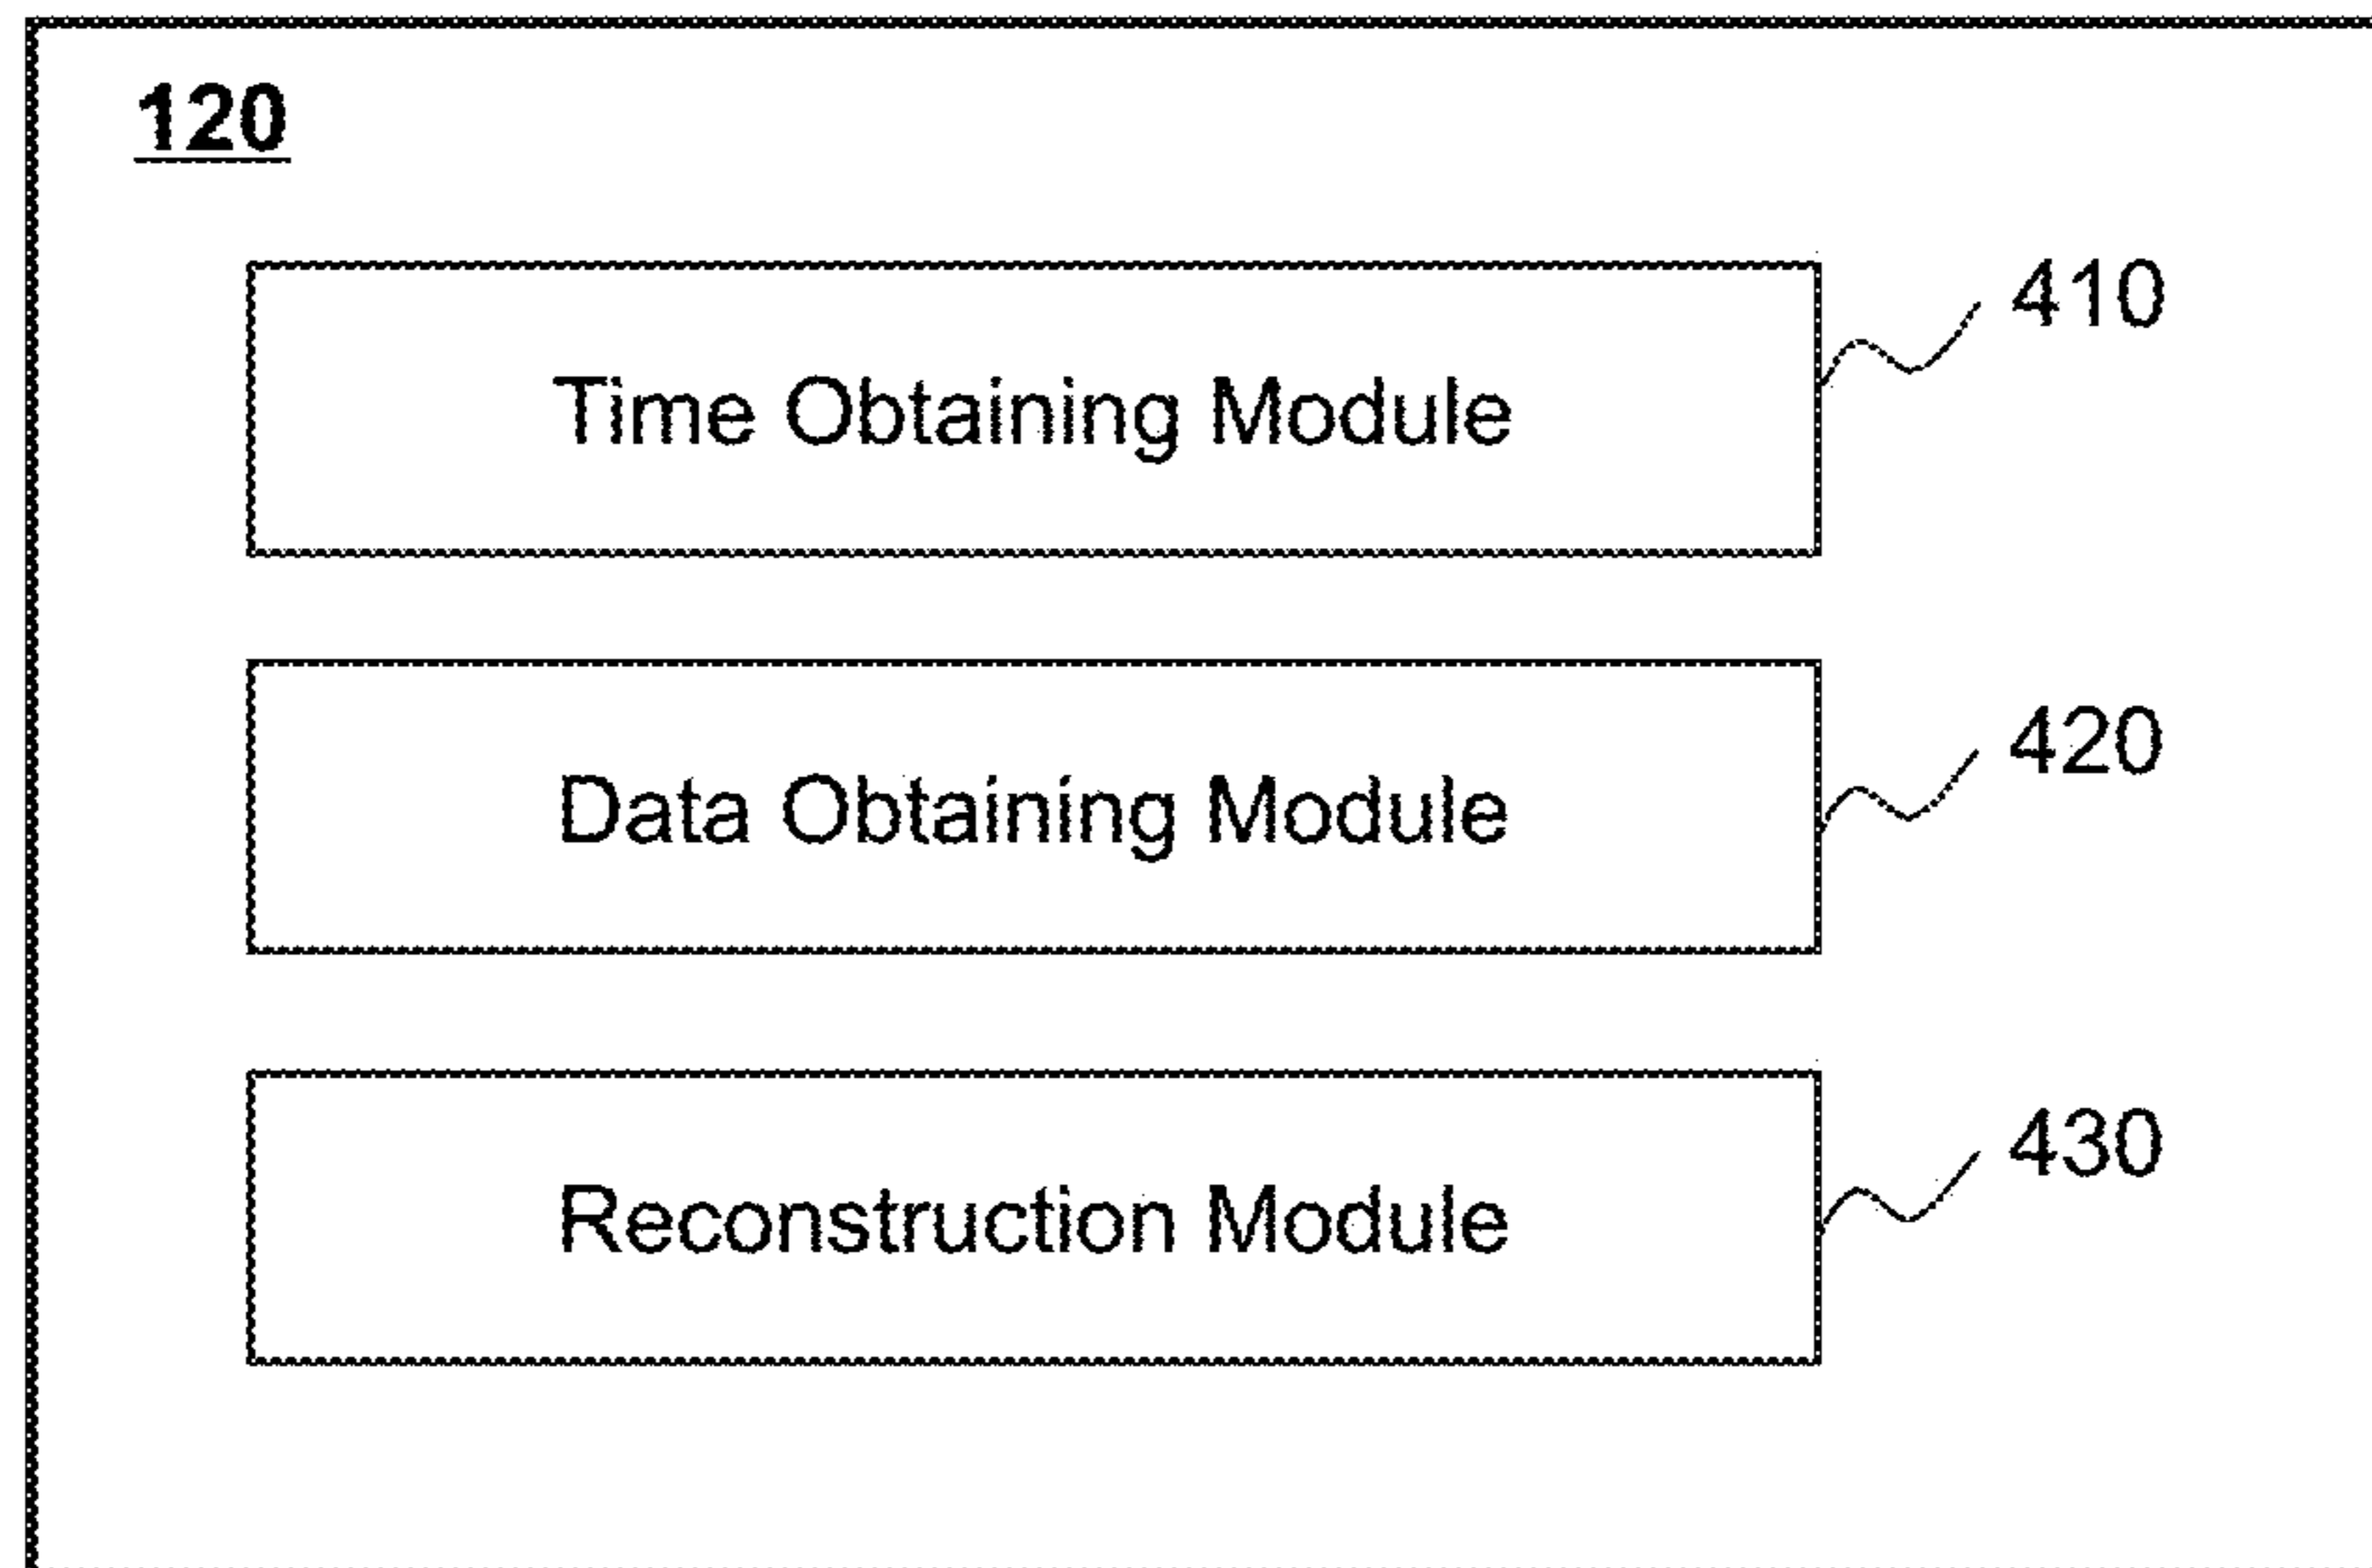 120
410
Time Obtaining Module
420
Data Obtaining Module
430
Reconstruction Module